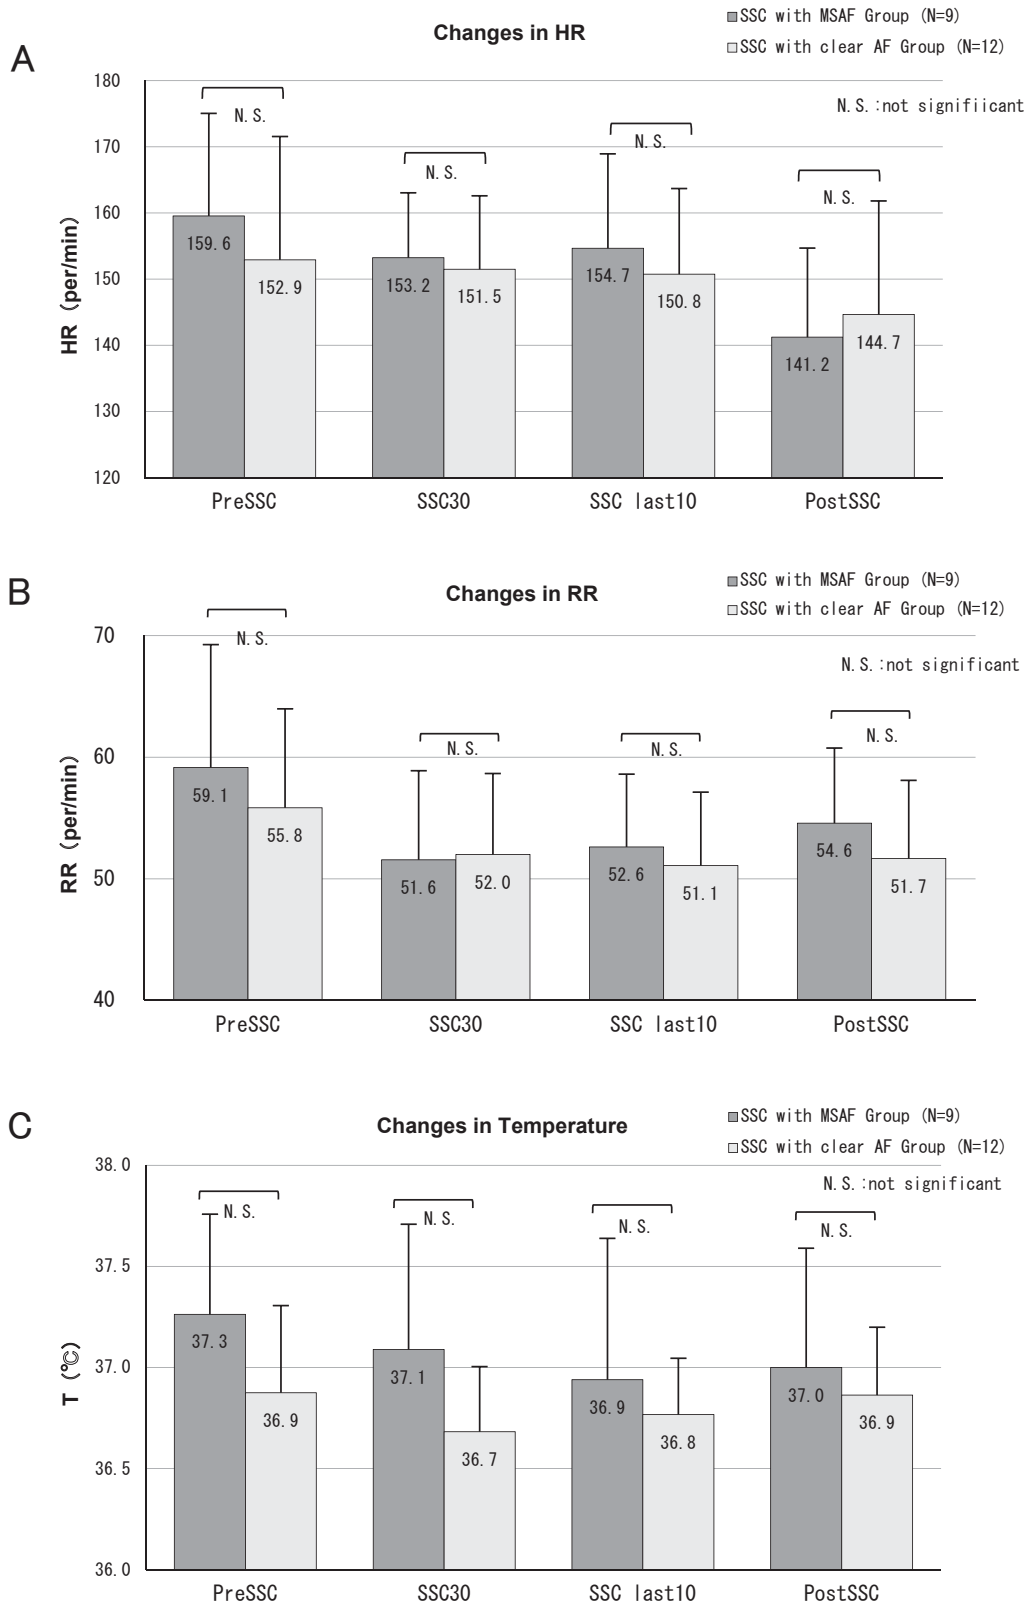 A
Changes in HR
■SSC with MSAF Group (N=9)
□SSC with clear AF Group (N=12)
N.S.:not signifiicant
HR (per/min)
180
170
160
150
140
130
120
N.S.
N.S.
N.S.
N.S.
159.6
152.9
153.2
151.5
154.7
150.8
141.2
144.7
PreSSC
SSC30
SSC last10
PostSSC
B
Changes in RR
■SSC with MSAF Group (N=9)
□SSC with clear AF Group (N=12)
N.S.:not significant
RR (per/min)
70
60
50
40
N.S.
N.S.
N.S.
N.S.
59.1
55.8
51.6
52.0
52.6
51.1
54.6
51.7
PreSSC
SSC30
SSC last10
PostSSC
C
Changes in Temperature
■SSC with MSAF Group (N=9)
□SSC with clear AF Group (N=12)
N.S.:not significant
T (℃)
38.0
37.5
37.0
36.5
36.0
N.S.
N.S.
N.S.
N.S.
37.3
36.9
37.1
36.7
36.9
36.8
37.0
36.9
PreSSC
SSC30
SSC last10
PostSSC